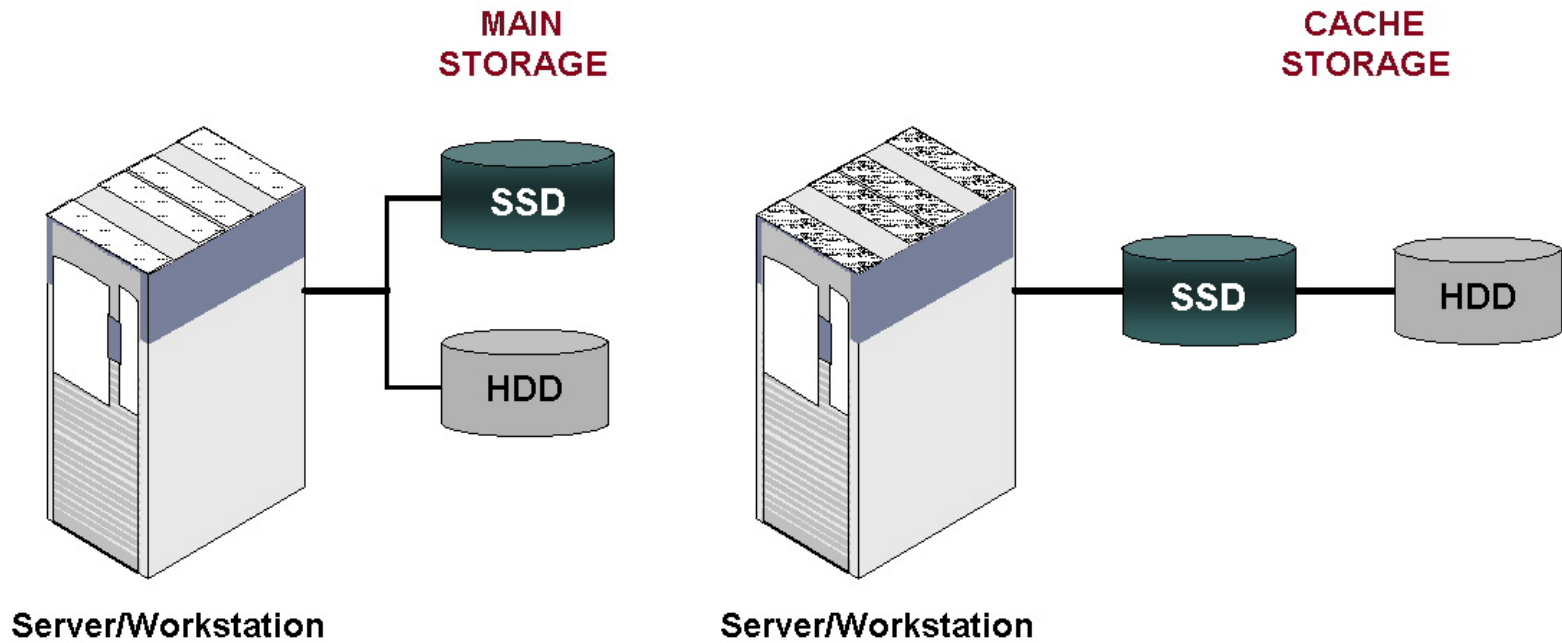 MAIN
STORAGE
SSD
HDD
Server/Workstation
CACHE
STORAGE
SSD
HDD
Server/Workstation